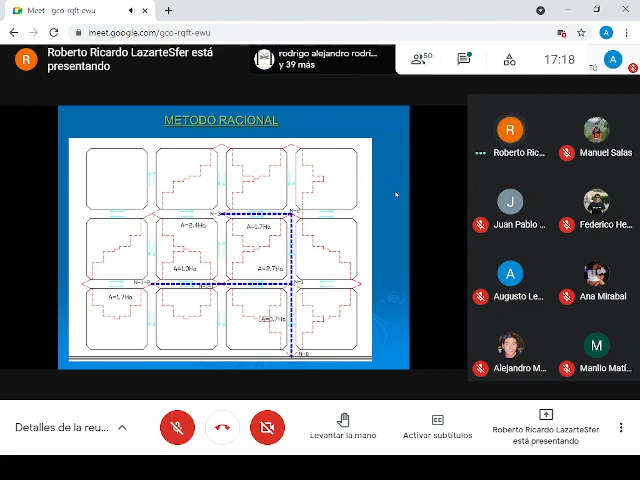 Meet - gco-rqft-ewu
meet.google.com/gco-rqft-ewu
R
Roberto Ricardo LazarteSfer está
presentando
rodrigo alejandro rodri...
y 39 más
50
17:18
A
Tú
METODO RACIONAL
N-2
A=2.4Ha
A=1.7Ha
A=1.0Ha
A=2.7Ha
N-1
A=1.7Ha
N-0
R
Roberto Ric...
Manuel Salas
J
Juan Pablo ...
Federico He...
A
Augusto Le...
Ana Mirabal
Alejandro M...
M
Manlio Matí...
Detalles de la reu...
Levantar la mano
Activar subtítulos
Roberto Ricardo LazarteSfer
está presentando